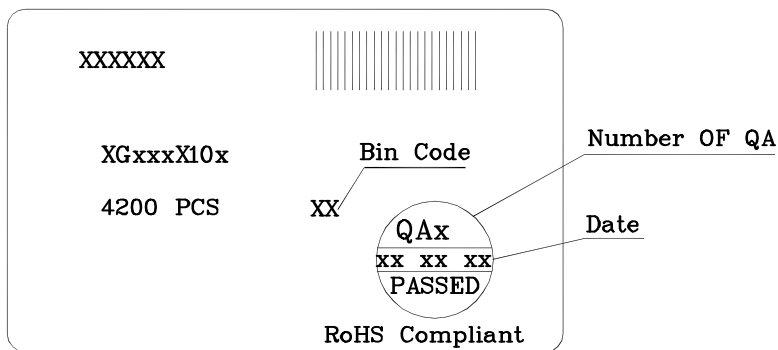 XXXXXX
XGxxxX10x
Bin Code
Number OF QA
4200 PCS
XX
QAx
Date
xx xx xx
PASSED
RoHS Compliant